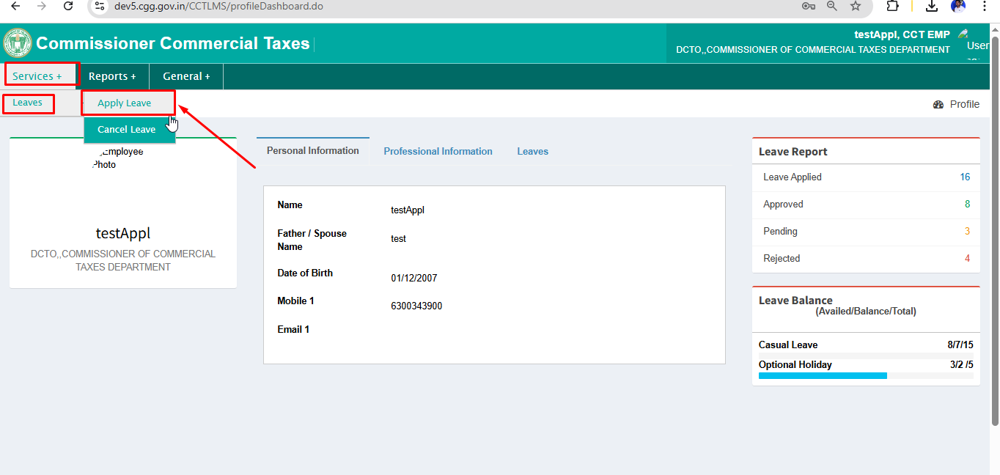 dev5.cgg.gov.in/CCTLMS/profileDashboard.do
Commissioner Commercial Taxes
testAppl, CCT EMP
DCTO,,COMMISSIONER OF COMMERCIAL TAXES DEPARTMENT
User
Services +
Reports +
General +
Leaves
Apply Leave
Cancel Leave
Profile
Employee
Photo
testAppl
DCTO,,COMMISSIONER OF COMMERCIAL
TAXES DEPARTMENT
Personal Information
Professional Information
Leaves
Name
testAppl
Father / Spouse
Name
test
Date of Birth
01/12/2007
Mobile 1
6300343900
Email 1
Leave Report
Leave Applied 16
Approved 8
Pending 3
Rejected 4
Leave Balance
(Availed/Balance/Total)
Casual Leave 8/7/15
Optional Holiday 3/2 /5